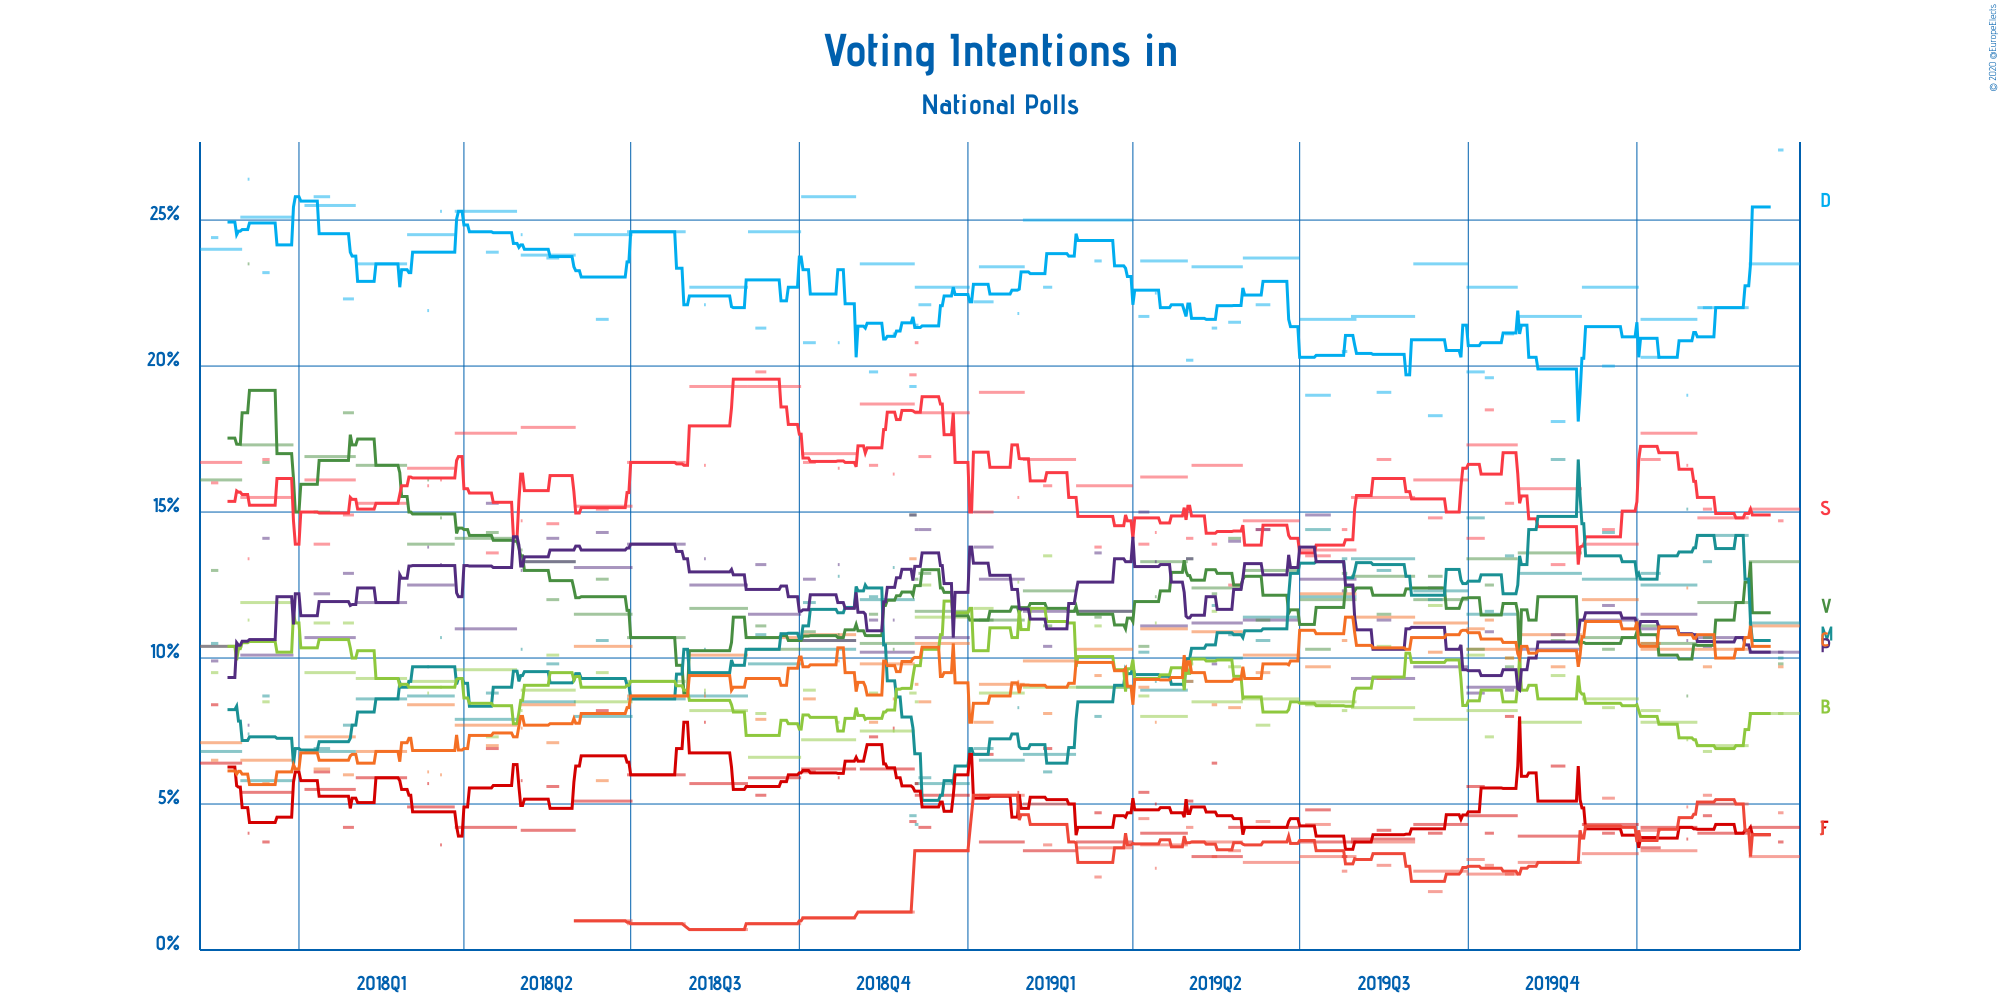 Voting Intentions in
National Polls
© 2020 @EuropeElects
25%
20%
15%
10%
5%
0%
D
S
V
M
P
B
F
2018Q1
2018Q2
2018Q3
2018Q4
2019Q1
2019Q2
2019Q3
2019Q4